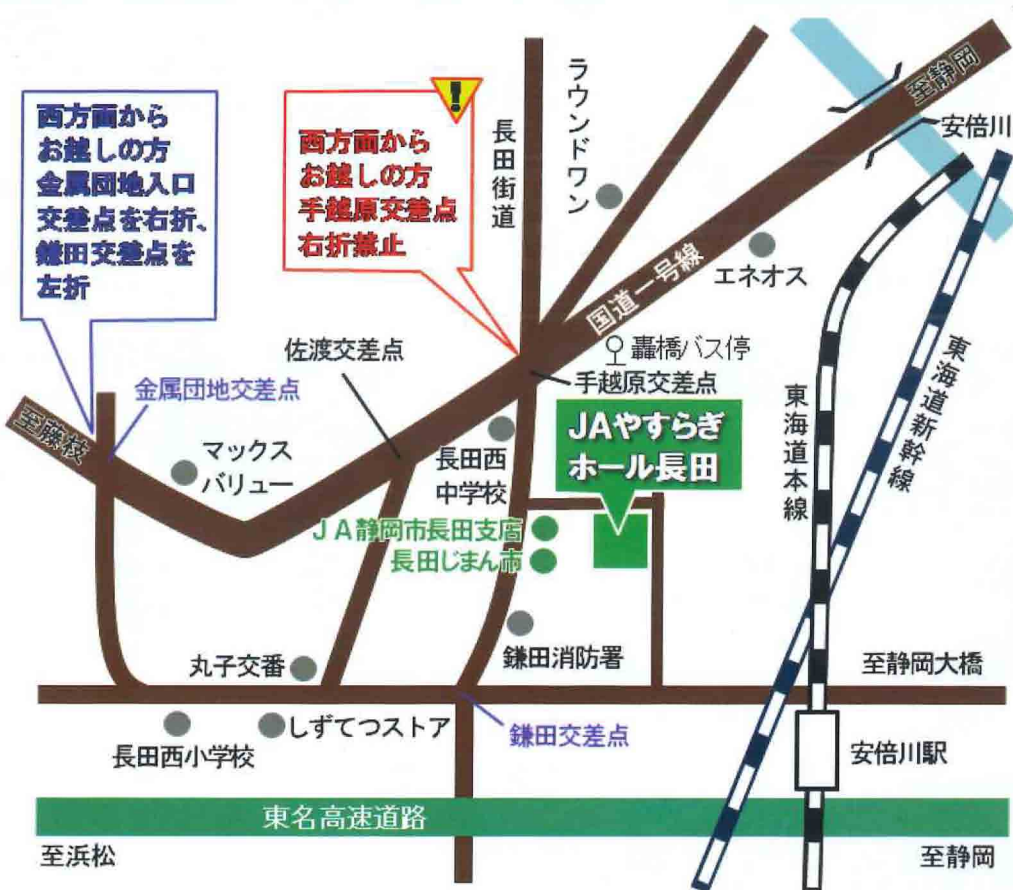 西方面から
お越しの方
金属団地入口
交差点を右折、
鎌田交差点を
左折
西方面から
お越しの方
手越原交差点
右折禁止
長田街道
ラウンドワン
至静岡
安倍川
エネオス
国道一号線
轟橋バス停
手越原交差点
佐渡交差点
金属団地交差点
至藤枝
マックス
バリュー
長田西
中学校
JAやすらぎ
ホール長田
東海道本線
東海道新幹線
JA静岡市長田支店
長田じまん市
鎌田消防署
丸子交番
至静岡大橋
長田西小学校
しずてつストア
鎌田交差点
安倍川駅
東名高速道路
至浜松
至静岡